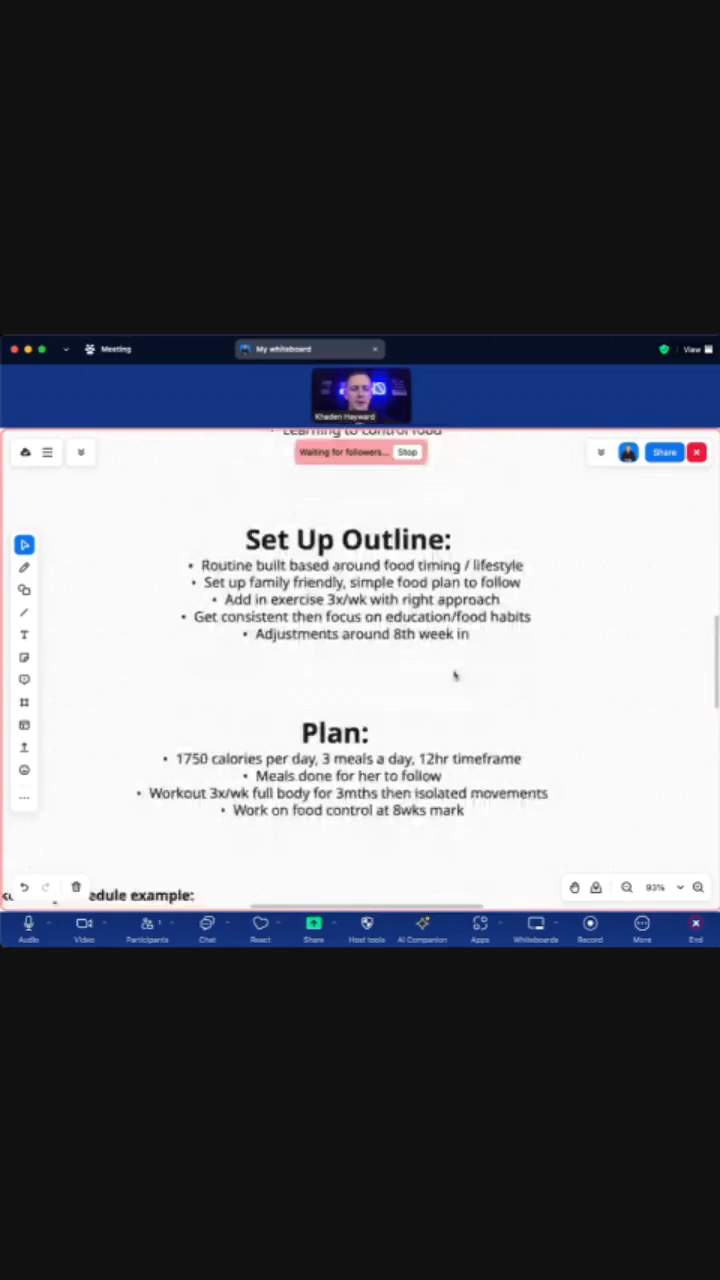 Meeting
My whiteboard
View
Khaden Hayward
• Learning to control food
Waiting for followers... Stop
Share
Set Up Outline:
• Routine built based around food timing / lifestyle
• Set up family friendly, simple food plan to follow
• Add in exercise 3x/wk with right approach
• Get consistent then focus on education/food habits
• Adjustments around 8th week in
Plan:
• 1750 calories per day, 3 meals a day, 12hr timeframe
• Meals done for her to follow
• Workout 3x/wk full body for 3mths then isolated movements
• Work on food control at 8wks mark
edule example:
93%
Audio Video Participants 1 Chat React Share Host tools AI Companion Apps Whiteboards Record More End